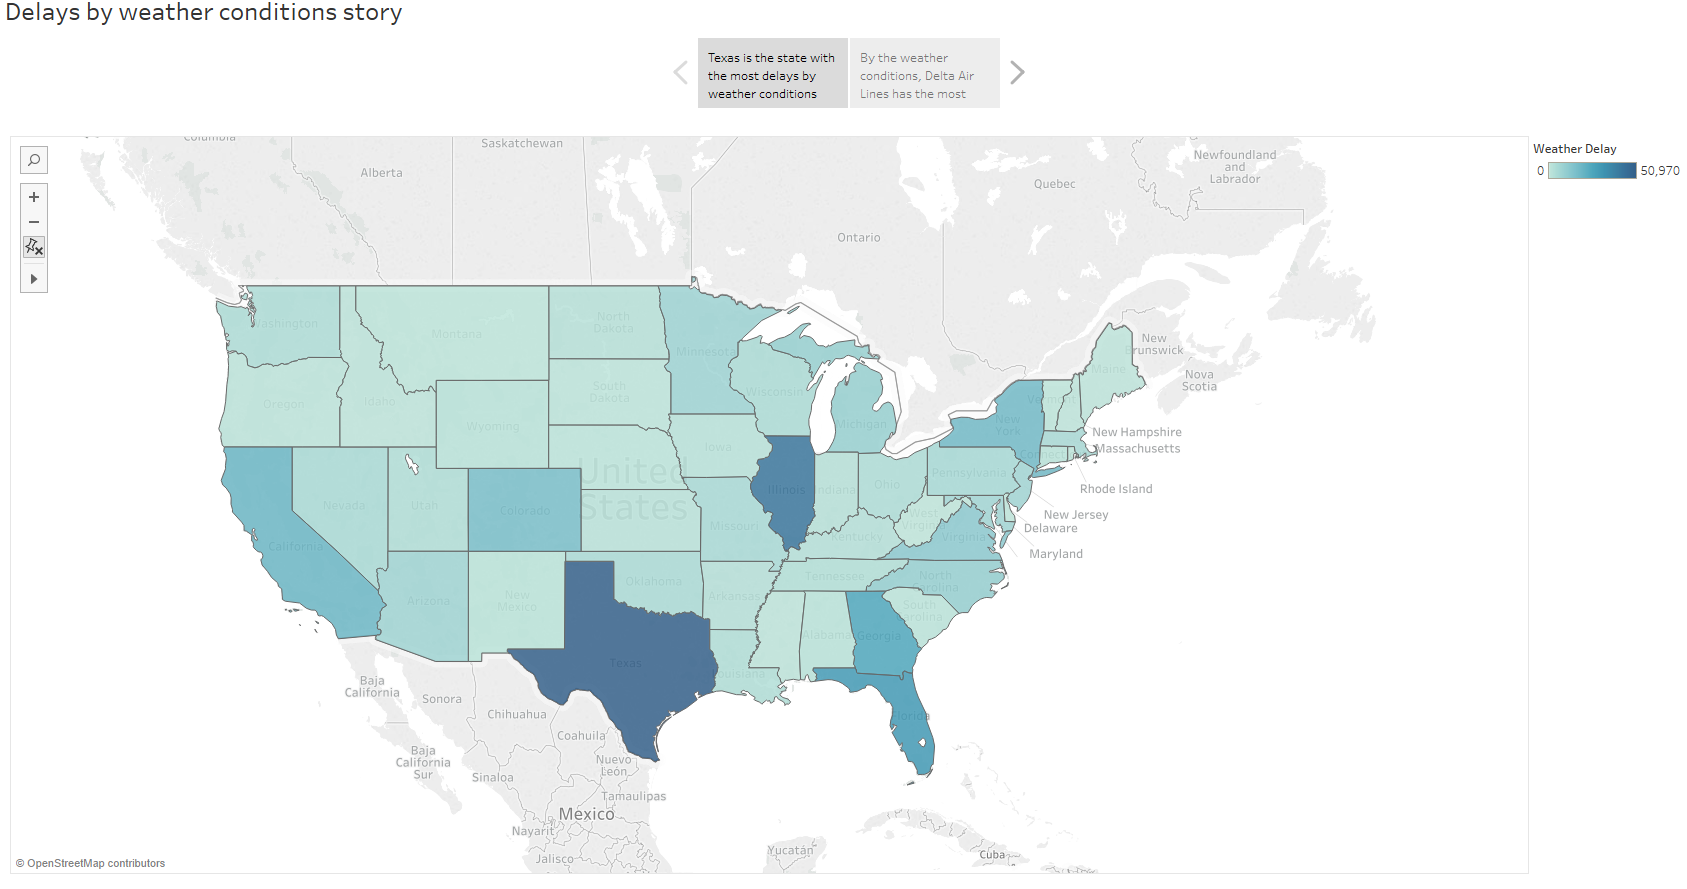 Delays by weather conditions story
Texas is the state with
the most delays by
weather conditions
By the weather
conditions, Delta Air
Lines has the most
Weather Delay
0
50,970
Columbia
Alberta
Saskatchewan
Ontario
Quebec
Newfoundland
and
Labrador
New
Brunswick
Nova
Scotia
Washington
Montana
North
Dakota
Minnesota
Wisconsin
Michigan
Maine
Vermont
New
York
New Hampshire
Massachusetts
Connect
Rhode Island
Oregon
Idaho
South
Dakota
Wyoming
Iowa
United
States
Nevada
Utah
Colorado
Illinois
Indiana
Ohio
Pennsylvania
New Jersey
Delaware
Maryland
West
Virginia
Virginia
California
Missouri
Kentucky
Arizona
New
Mexico
Oklahoma
Arkansas
Tennessee
North
Carolina
South
Carolina
Alabama
Georgia
Texas
Louisiana
Florida
Baja
California
Sonora
Chihuahua
Coahuila
Baja
California
Sur
Sinaloa
Nuevo
León
Tamaulipas
Mexico
Nayarit
Jalisco
Yucatán
Cuba
© OpenStreetMap contributors